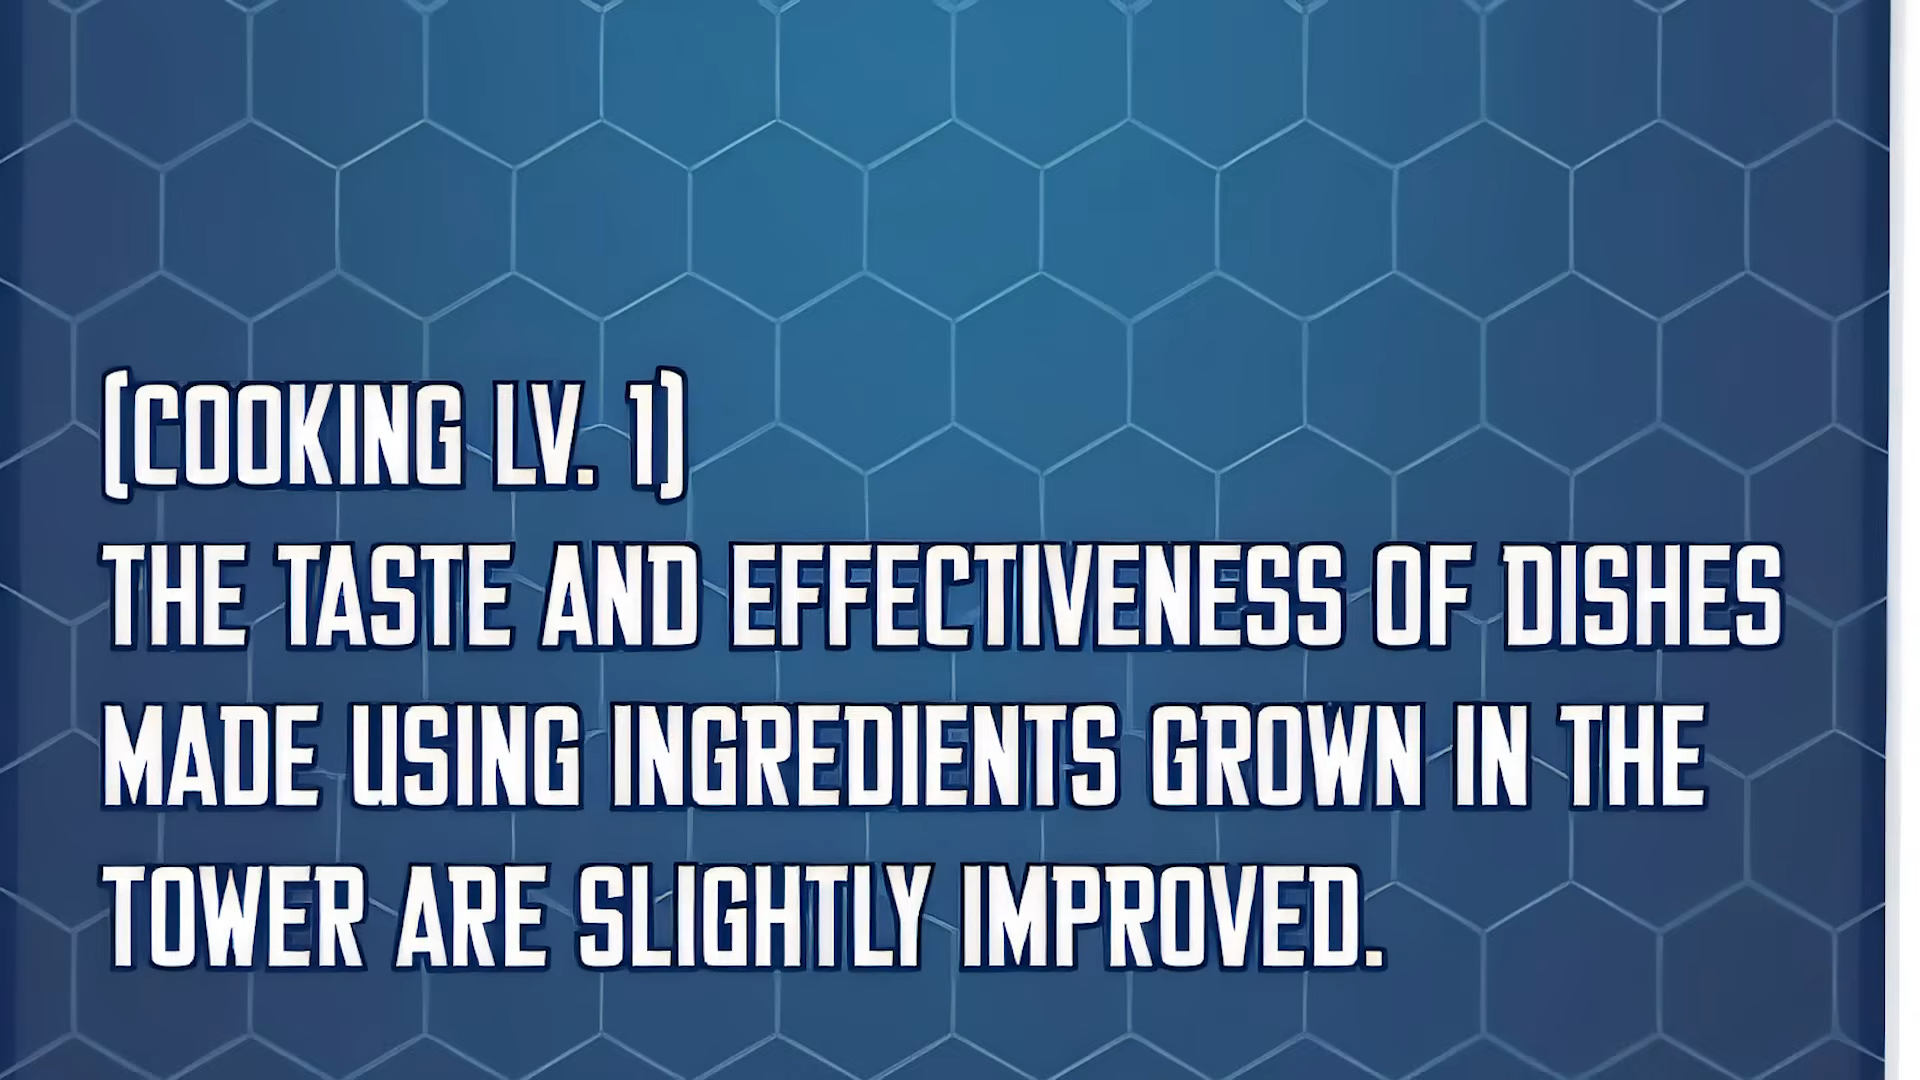 [COOKING LV. 1]
THE TASTE AND EFFECTIVENESS OF DISHES
MADE USING INGREDIENTS GROWN IN THE
TOWER ARE SLIGHTLY IMPROVED.